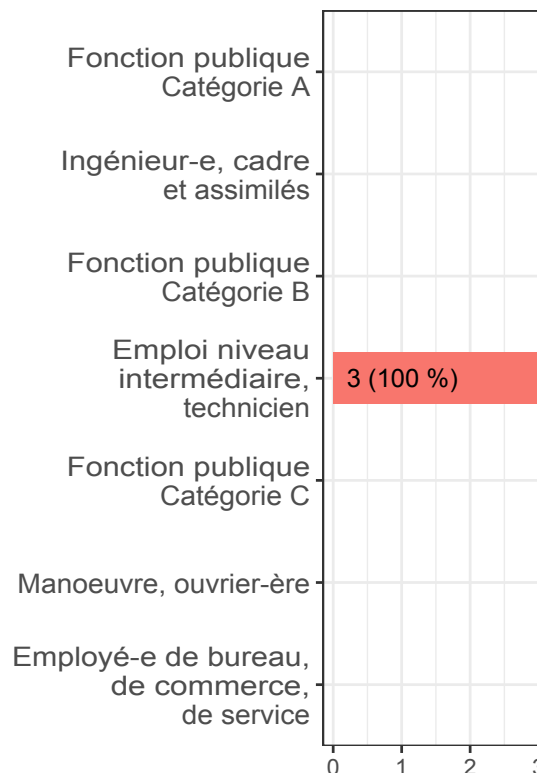 Fonction publique
Catégorie A
Ingénieur-e, cadre
et assimilés
Fonction publique
Catégorie B
Emploi niveau
intermédiaire,
technicien
3 (100 %)
Fonction publique
Catégorie C
Manoeuvre, ouvrier-ère
Employé-e de bureau,
de commerce,
de service
0 1 2 3